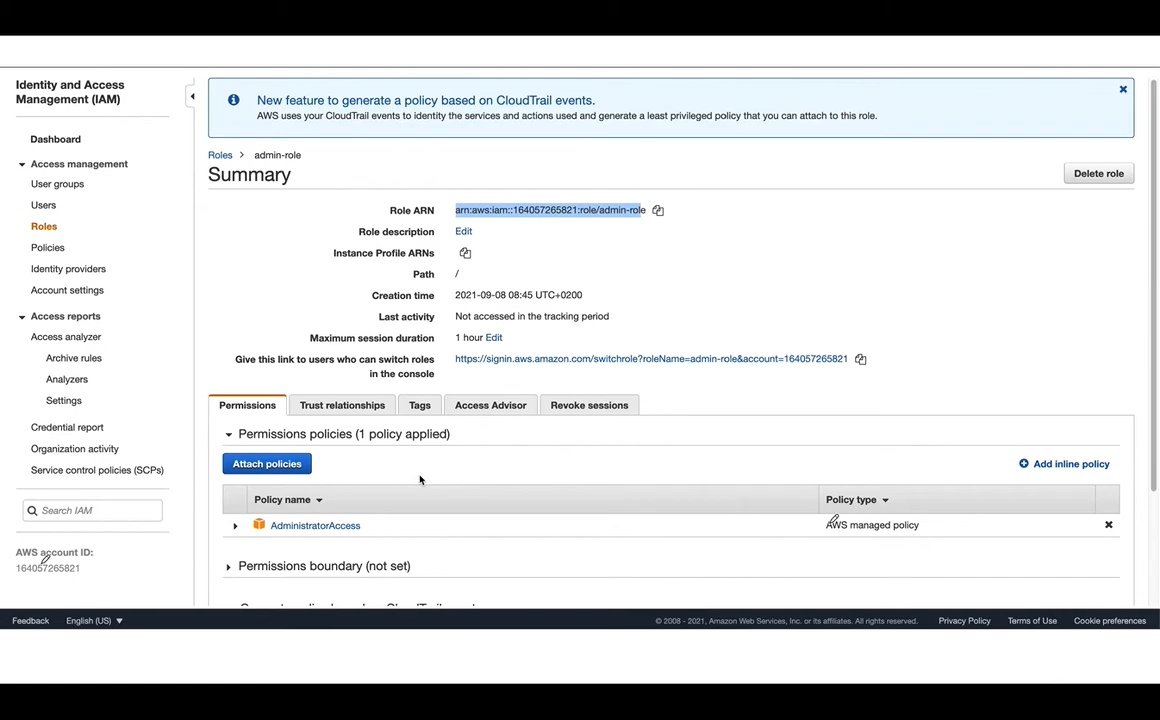 Identity and Access
Management (IAM)
Dashboard
Access management
User groups
Users
Roles
Policies
Identity providers
Account settings
Access reports
Access analyzer
Archive rules
Analyzers
Settings
Credential report
Organization activity
Service control policies (SCPs)
Search IAM
AWS account ID:
164057265821
New feature to generate a policy based on CloudTrail events.
AWS uses your CloudTrail events to identity the services and actions used and generate a least privileged policy that you can attach to this role.
Roles > admin-role
Summary
Delete role
Role ARN arn:aws:iam::164057265821:role/admin-role
Role description Edit
Instance Profile ARNs
Path /
Creation time 2021-09-08 08:45 UTC+0200
Last activity Not accessed in the tracking period
Maximum session duration 1 hour Edit
Give this link to users who can switch roles https://signin.aws.amazon.com/switchrole?roleName=admin-role&account=164057265821
in the console
Permissions Trust relationships Tags Access Advisor Revoke sessions
Permissions policies (1 policy applied)
Attach policies Add inline policy
Policy name Policy type
AdministratorAccess AWS managed policy
Permissions boundary (not set)
Feedback English (US) © 2008 - 2021, Amazon Web Services, Inc. or its affiliates. All rights reserved. Privacy Policy Terms of Use Cookie preferences